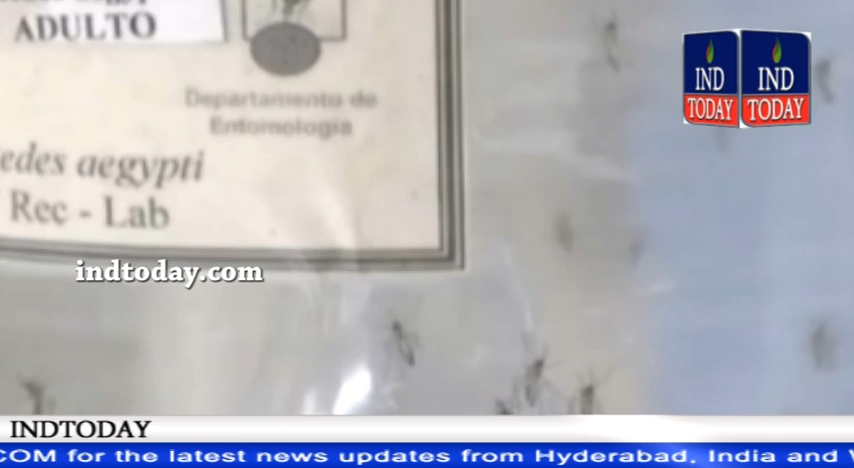 ADULTO
Departamento de
Entomologia
edes aegypti
Rec - Lab
indtoday.com
IND
TODAY
IND
TODAY
INDTODAY
COM for the latest news updates from Hyderabad, India and